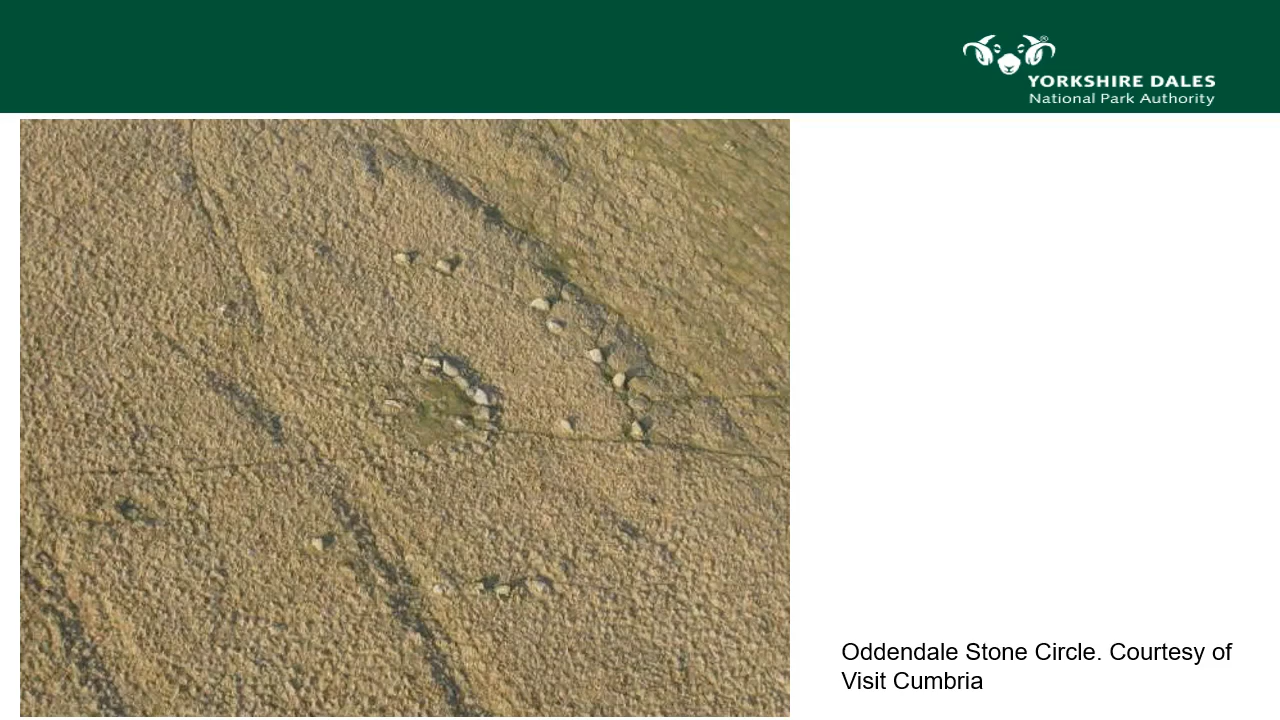 YORKSHIRE DALES
National Park Authority
Oddendale Stone Circle. Courtesy of
Visit Cumbria